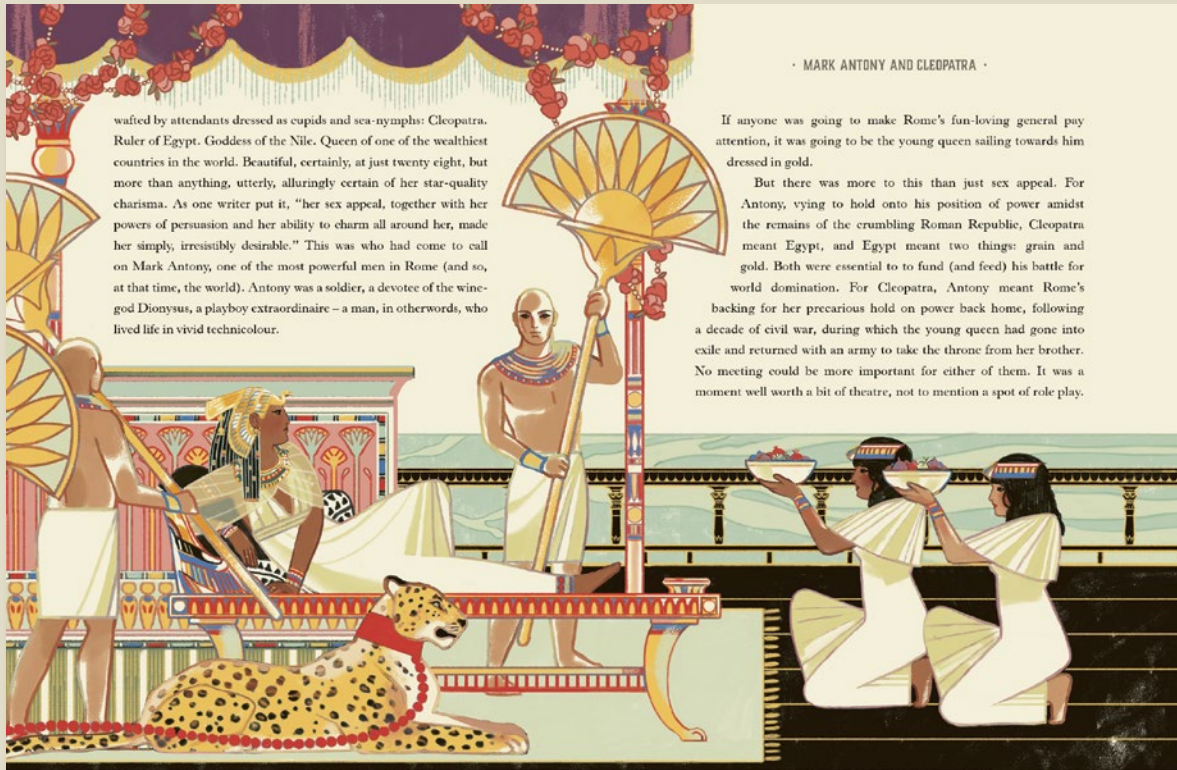 wafted by attendants dressed as cupids and sea-nymphs: Cleopatra.
Ruler of Egypt. Goddess of the Nile. Queen of one of the wealthiest
countries in the world. Beautiful, certainly, at just twenty eight, but
more than anything, utterly, alluringly certain of her star-quality
charisma. As one writer put it, “her sex appeal, together with her
powers of persuasion and her ability to charm all around her, made
her simply, irresistibly desirable.” This was who had come to call
on Mark Antony, one of the most powerful men in Rome (and so,
at that time, the world). Antony was a soldier, a devotee of the wine-
god Dionysus, a playboy extraordinaire – a man, in otherwords, who
lived life in vivid technicolour.
· MARK ANTONY AND CLEOPATRA ·
If anyone was going to make Rome’s fun-loving general pay
attention, it was going to be the young queen sailing towards him
dressed in gold.
But there was more to this than just sex appeal. For
Antony, vying to hold onto his position of power amidst
the remains of the crumbling Roman Republic, Cleopatra
meant Egypt, and Egypt meant two things: grain and
gold. Both were essential to to fund (and feed) his battle for
world domination. For Cleopatra, Antony meant Rome’s
backing for her precarious hold on power back home, following
a decade of civil war, during which the young queen had gone into
exile and returned with an army to take the throne from her brother.
No meeting could be more important for either of them. It was a
moment well worth a bit of theatre, not to mention a spot of role play.